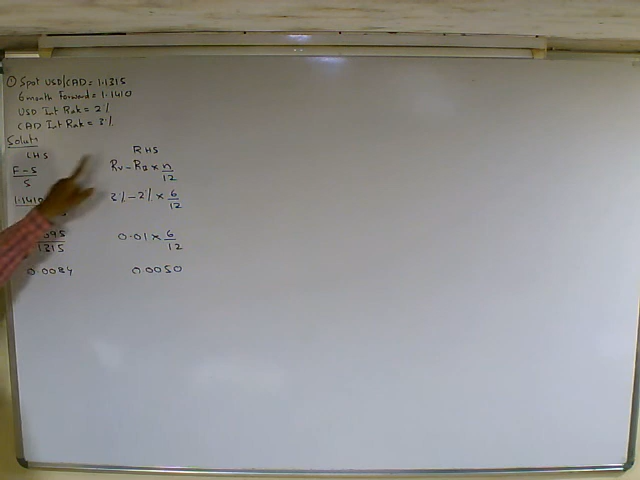 ① Spot USD/CAD = 1.1315
6 month Forward = 1.1410
USD Int Rate = 2%
CAD Int Rate = 3%
Solut:
LHS
RHS
F - S
S
Rv - RB × n
12
1.1410
3% - 2% × 6
12
095
1315
0.01 × 6
12
0.0084
0.0050